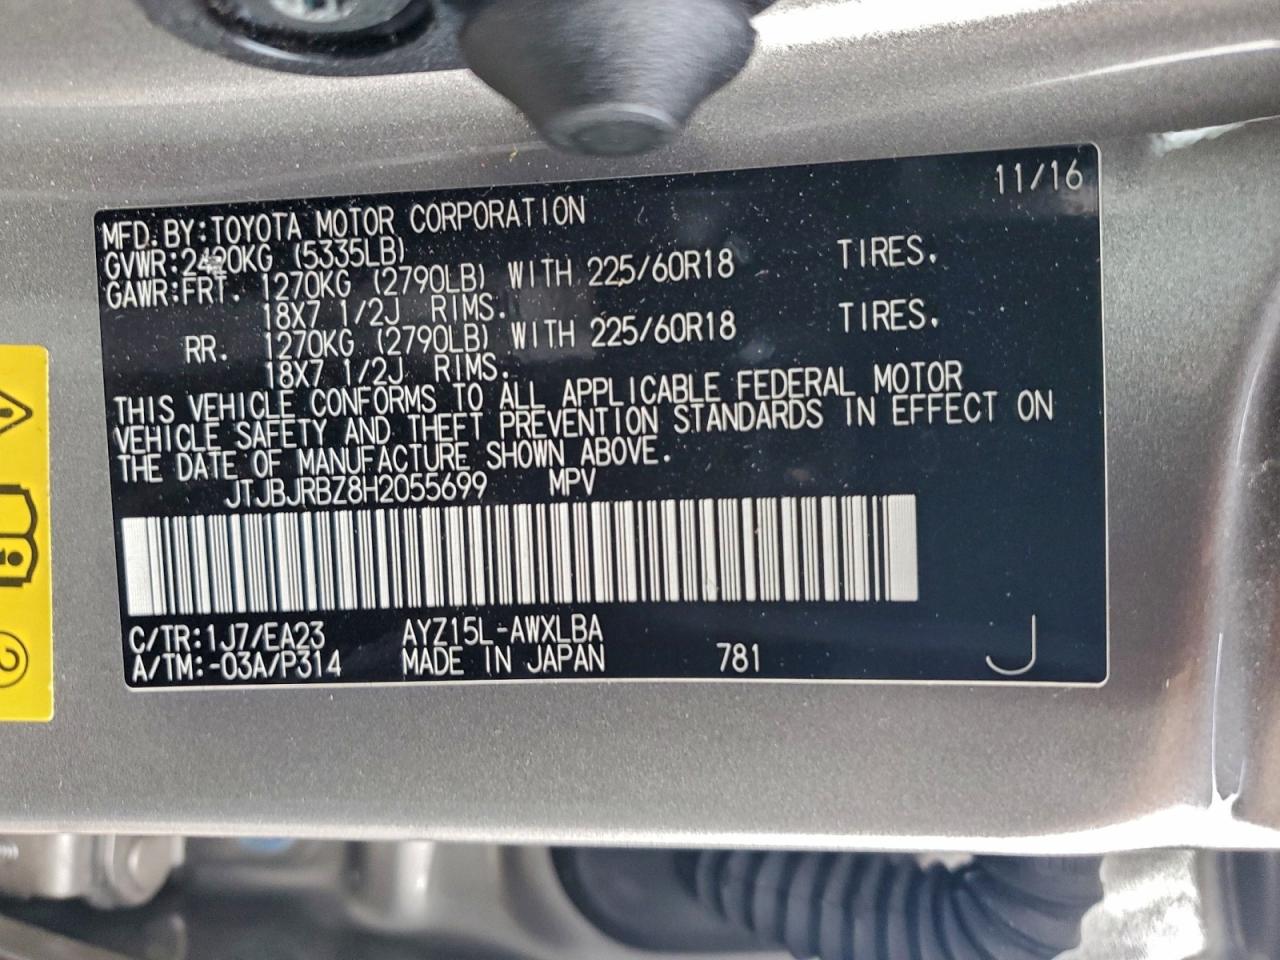 11/16
MFD. BY:TOYOTA MOTOR CORPORATION
GVWR:2420KG (5335LB)
GAWR:FRT. 1270KG (2790LB) WITH 225/60R18 TIRES.
18X7 1/2J RIMS.
RR. 1270KG (2790LB) WITH 225/60R18 TIRES.
18X7 1/2J RIMS.
THIS VEHICLE CONFORMS TO ALL APPLICABLE FEDERAL MOTOR
VEHICLE SAFETY AND THEFT PREVENTION STANDARDS IN EFFECT ON
THE DATE OF MANUFACTURE SHOWN ABOVE.
JTJBJRBZ8H2055699 MPV
C/TR:1J7/EA23 AYZ15L-AWXLBA
A/TM:-03A/P314 MADE IN JAPAN 781 J